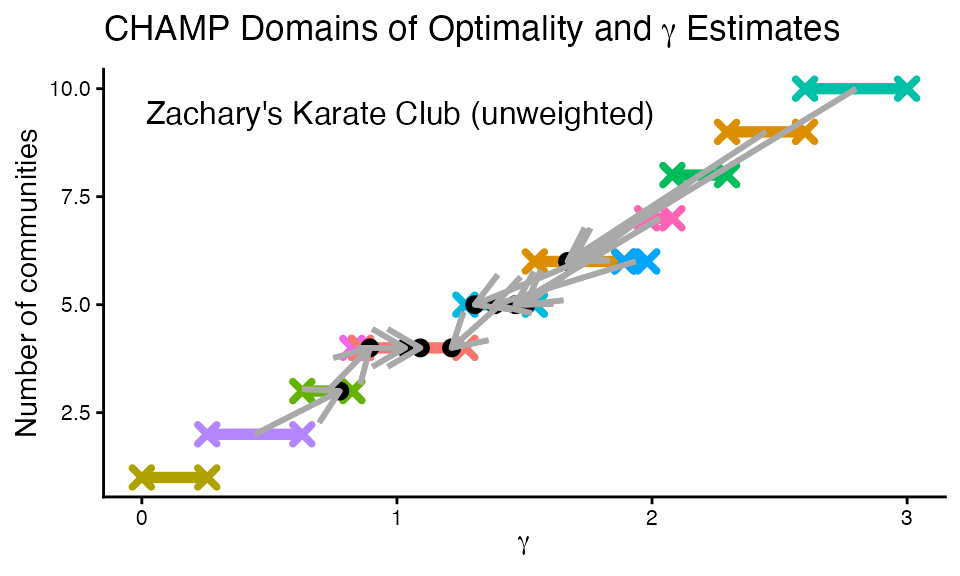 CHAMP Domains of Optimality and γ Estimates
Zachary's Karate Club (unweighted)
Number of communities
10.0
7.5
5.0
2.5
0 1 2 3
γ